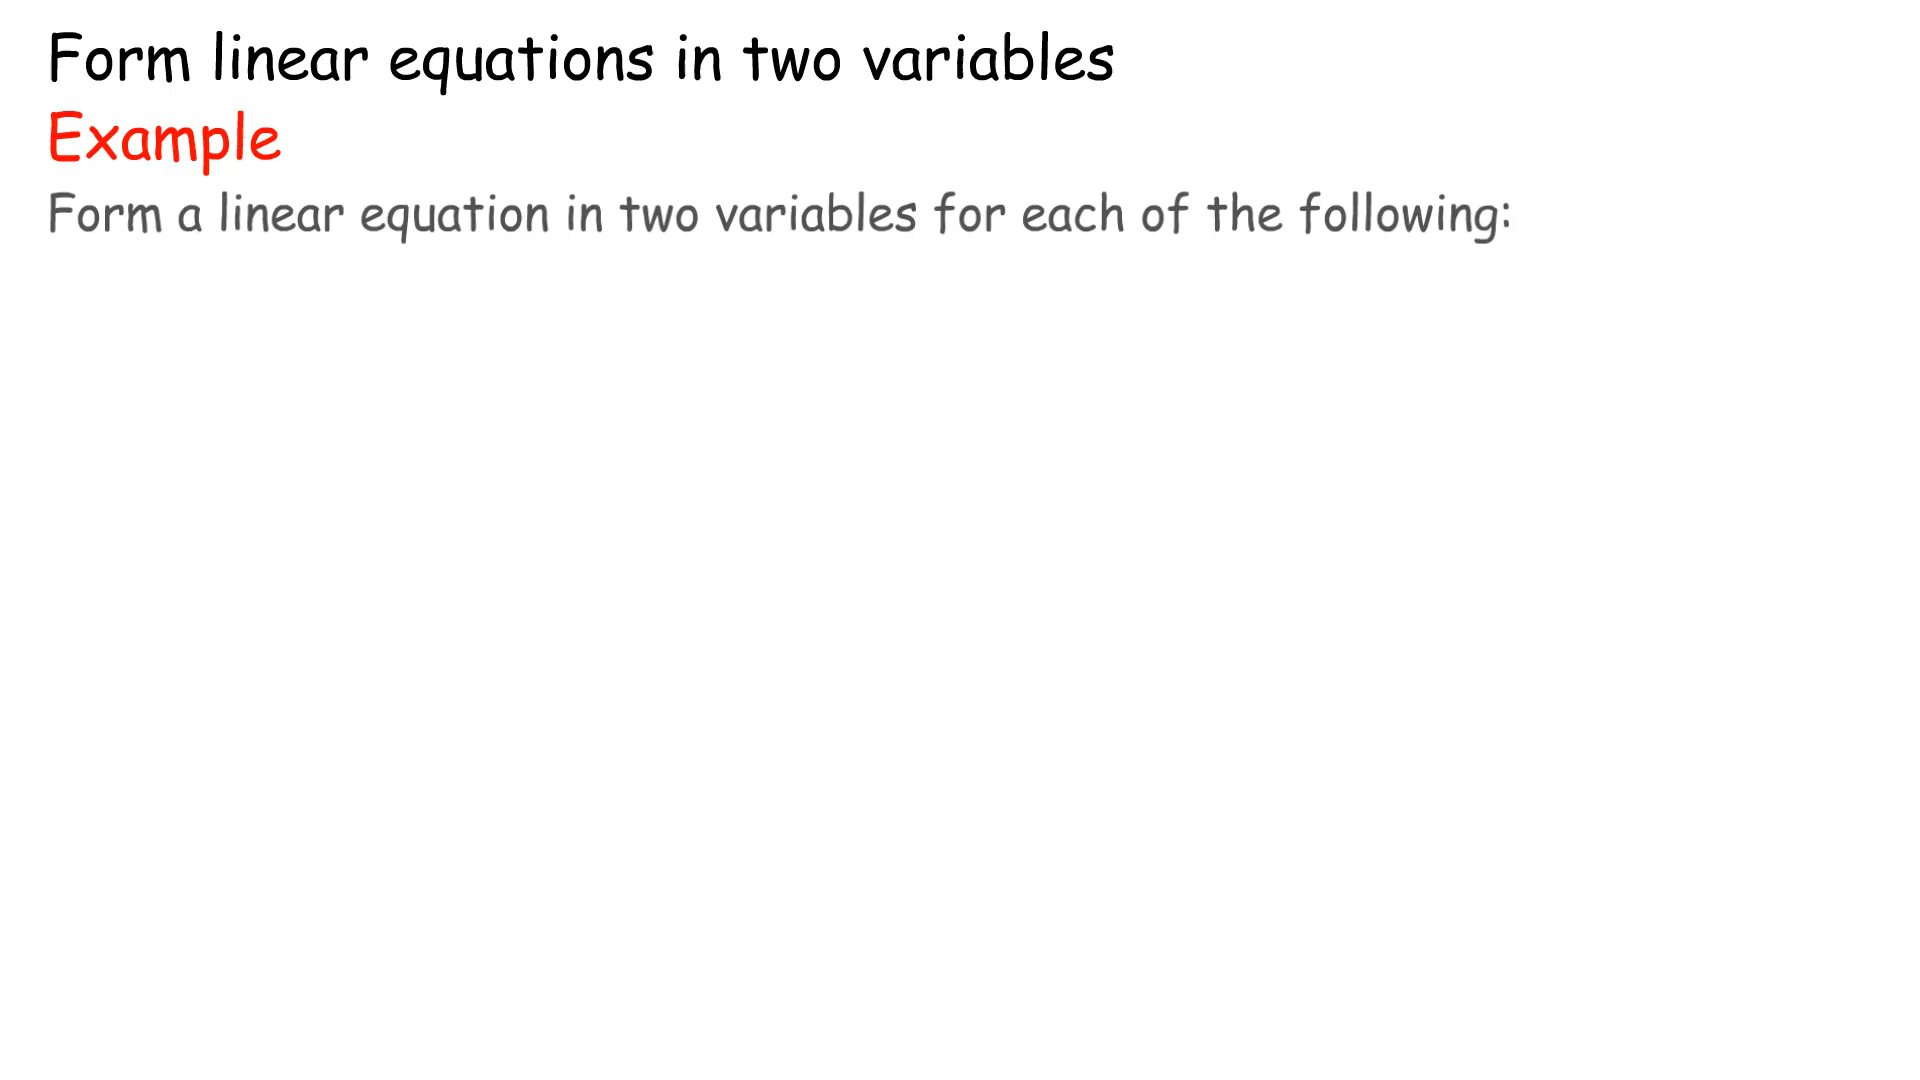 Form linear equations in two variables
Example
Form a linear equation in two variables for each of the following: